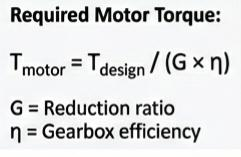 Required Motor Torque:
Tmotor = Tdesign / (G × η)
G = Reduction ratio
η = Gearbox efficiency